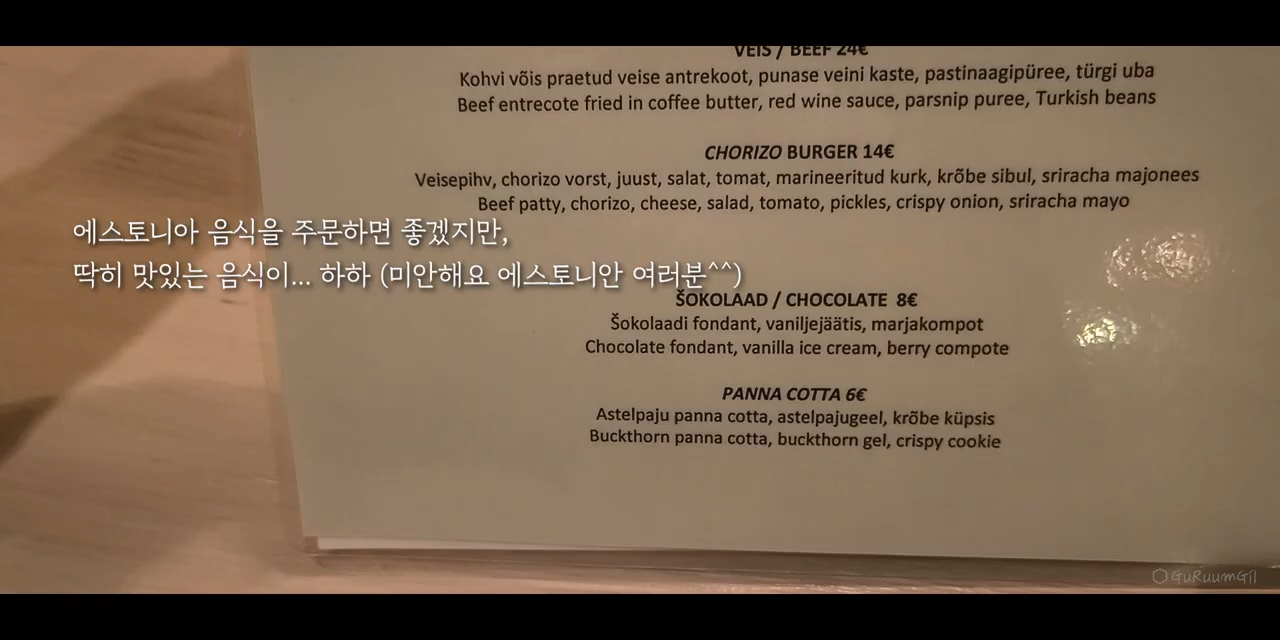 VEIS / BEEF 24€
Kohvi võis praetud veise antrekoot, punase veini kaste, pastinaagipüree, türgi uba
Beef entrecote fried in coffee butter, red wine sauce, parsnip puree, Turkish beans
CHORIZO BURGER 14€
Veisepihv, chorizo vorst, juust, salat, tomat, marineeritud kurk, krõbe sibul, sriracha majonees
Beef patty, chorizo, cheese, salad, tomato, pickles, crispy onion, sriracha mayo
에스토니아 음식을 주문하면 좋겠지만,
딱히 맛있는 음식이... 하하 (미안해요 에스토니안 여러분^^)
ŠOKOLAAD / CHOCOLATE 8€
Šokolaadi fondant, vaniljejäätis, marjakompot
Chocolate fondant, vanilla ice cream, berry compote
PANNA COTTA 6€
Astelpaju panna cotta, astelpajugeel, krõbe küpsis
Buckthorn panna cotta, buckthorn gel, crispy cookie
GuRuumGil